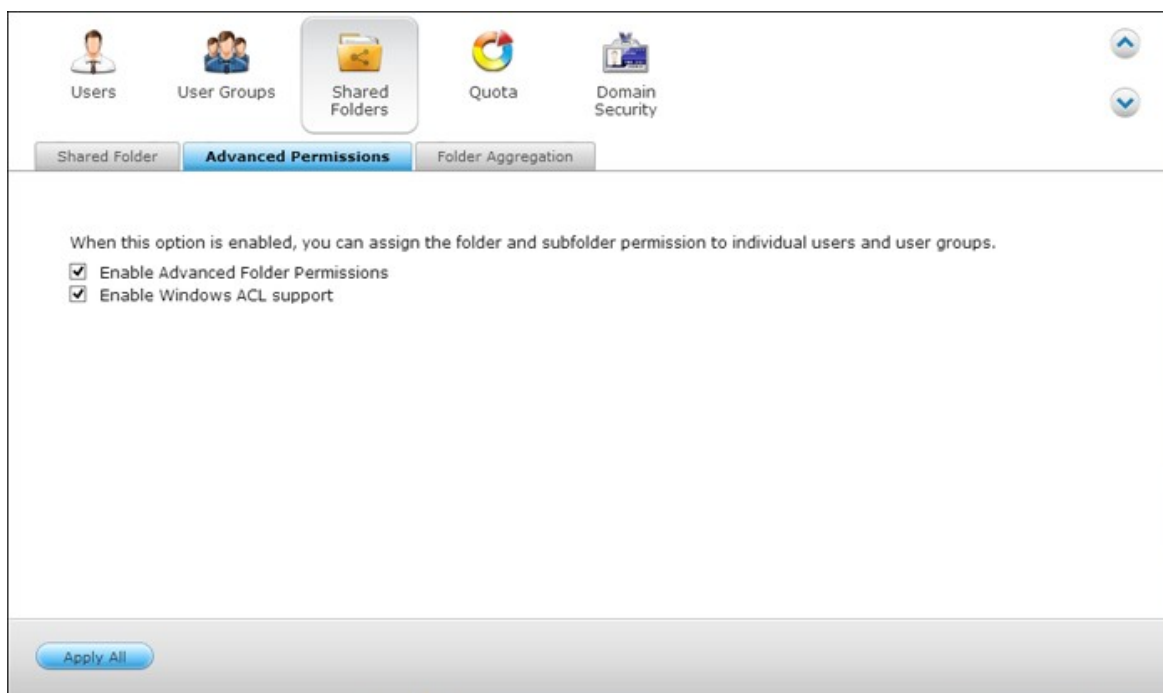 Users
User Groups
Shared
Folders
Quota
Domain
Security
Shared Folder
Advanced Permissions
Folder Aggregation
When this option is enabled, you can assign the folder and subfolder permission to individual users and user groups.
Enable Advanced Folder Permissions
Enable Windows ACL support
Apply All